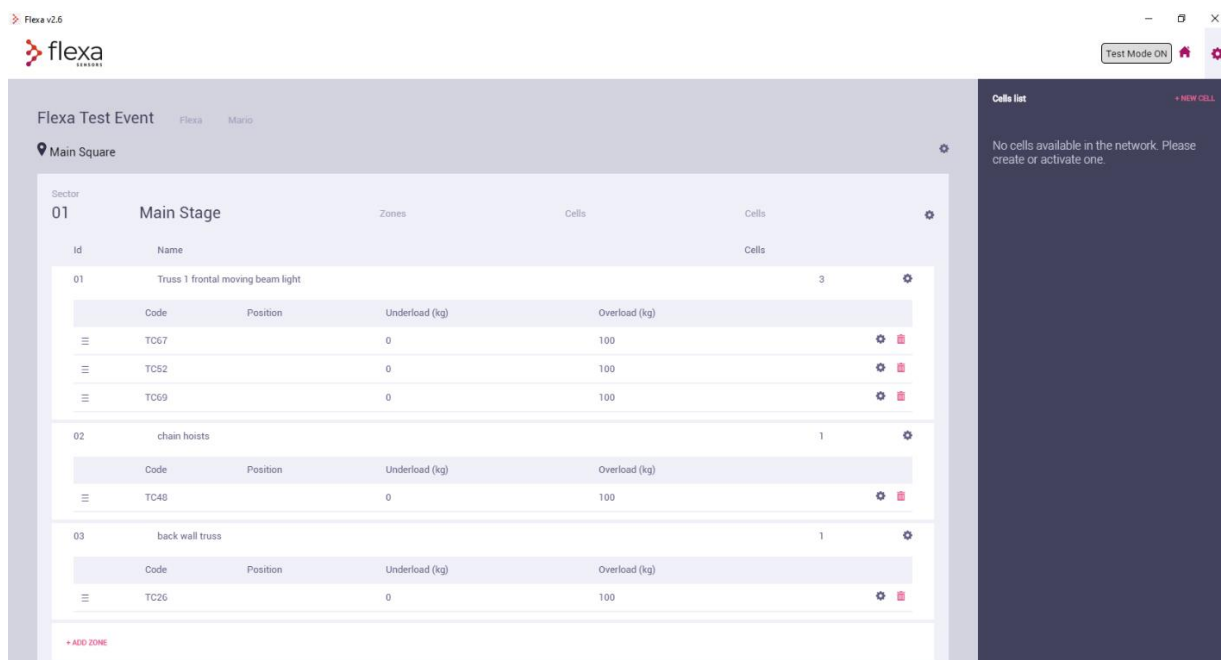 Flexa v2.6
flexa
SENSORS
Test Mode ON
Flexa Test Event Flexa Mario
Main Square
Sector
01 Main Stage Zones Cells Cells
Id Name Cells
01 Truss 1 frontal moving beam light 3
Code Position Underload (kg) Overload (kg)
TC67 0 100
TC52 0 100
TC69 0 100
02 chain hoists 1
Code Position Underload (kg) Overload (kg)
TC48 0 100
03 back wall truss 1
Code Position Underload (kg) Overload (kg)
TC26 0 100
+ ADD ZONE
Cells list + NEW CELL
No cells available in the network. Please
create or activate one.